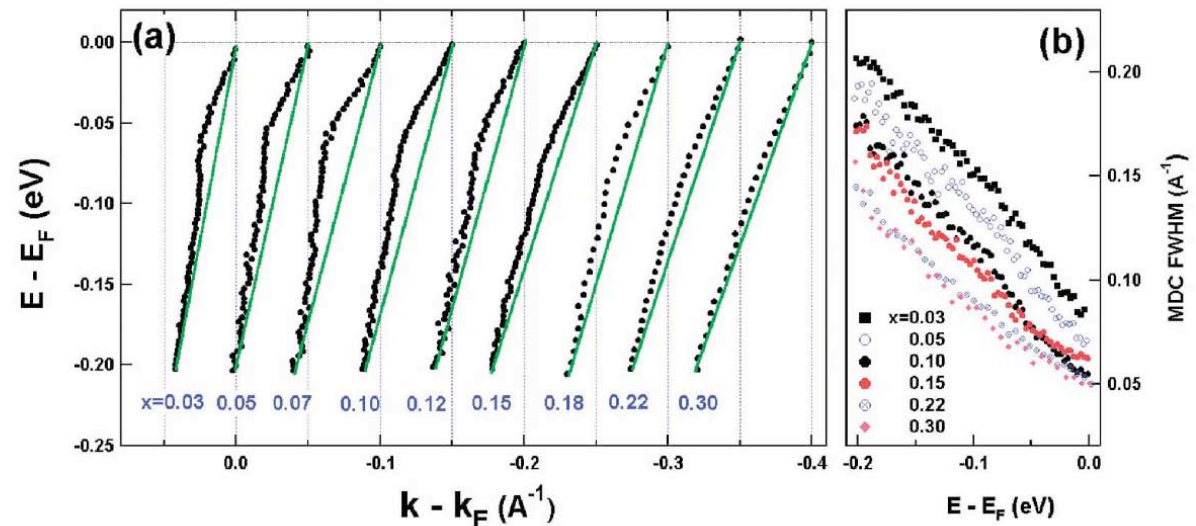 (a)
E - E_F (eV)
0.00
-0.05
-0.10
-0.15
-0.20
-0.25
x=0.03 0.05 0.07 0.10 0.12 0.15 0.18 0.22 0.30
0.0 -0.1 -0.2 -0.3 -0.4
k - k_F (A⁻¹)
(b)
0.20
0.15
0.10
0.05
MDC FWHM (A⁻¹)
x=0.03
0.05
0.10
0.15
0.22
0.30
-0.2 -0.1 0.0
E - E_F (eV)